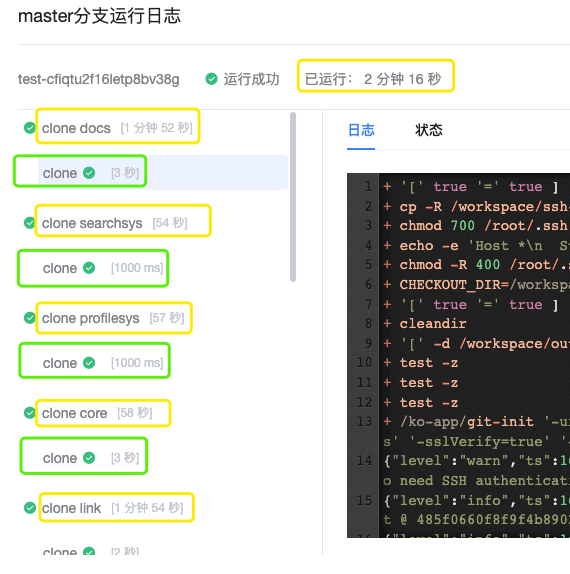 master分支运行日志
test-cfiqtu2f16letp8bv38g 运行成功 已运行： 2 分钟 16 秒
clone docs [1 分钟 52 秒]
clone [3 秒]
clone searchsys [54 秒]
clone [1000 ms]
clone profilesys [57 秒]
clone [1000 ms]
clone core [58 秒]
clone [3 秒]
clone link [1 分钟 54 秒]
clone [2 秒]
日志 状态
1 + '[' true '=' true ]
2 + cp -R /workspace/ssh-
3 + chmod 700 /root/.ssh
4 + echo -e 'Host *\n
5 + chmod -R 400 /root/.s
6 + CHECKOUT_DIR=/workspa
7 + '[' true '=' true ]
8 + cleandir
9 + '[' -d /workspace/out
10 + test -z
11 + test -z
12 + test -z
13 + /ko-app/git-init '-u
s' '-sslVerify=true' '-
14 {"level":"warn","ts":1
o need SSH authenticati
15 {"level":"info","ts":1
t @ 485f0660f8f9f4b890
16 {"level":"info","ts":1